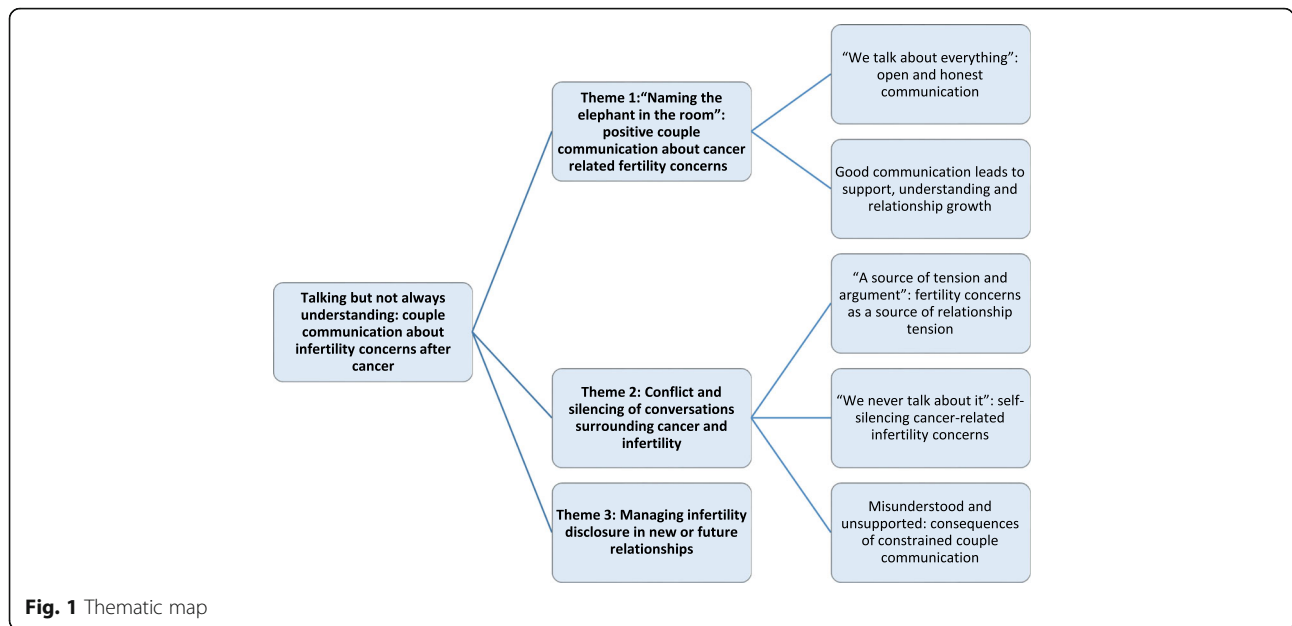 Talking but not always
understanding: couple
communication about
infertility concerns after
cancer
Theme 1:“Naming the
elephant in the room”:
positive couple
communication about cancer
related fertility concerns
“We talk about everything”:
open and honest
communication
Good communication leads to
support, understanding and
relationship growth
Theme 2: Conflict and
silencing of conversations
surrounding cancer and
infertility
“A source of tension and
argument”: fertility concerns
as a source of relationship
tension
“We never talk about it”: self-
silencing cancer-related
infertility concerns
Misunderstood and
unsupported: consequences
of constrained couple
communication
Theme 3: Managing infertility
disclosure in new or future
relationships
Fig. 1 Thematic map